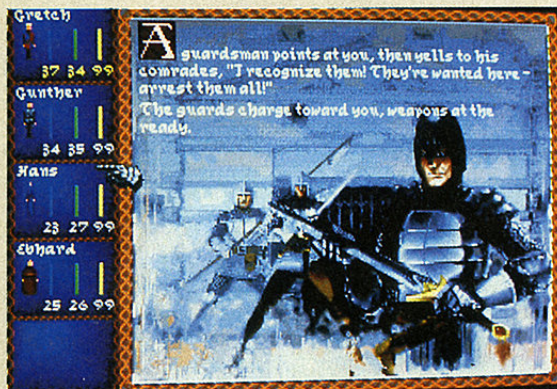 Gretch
37 34 99
Gunther
34 35 99
Hans
23 27 99
Ebhard
25 26 99
A guardsman points at you, then yells to his
comrades, "I recognize them! They're wanted here -
arrest them all!"
The guards charge toward you, weapons at the
ready.